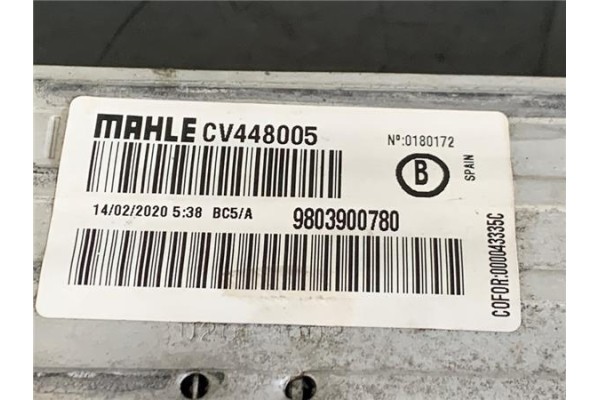 MAHLE CV448005
Nº:0180172
B
SPAIN
14/02/2020 5:38 BC5/A
9803900780
COFOR:000043335C